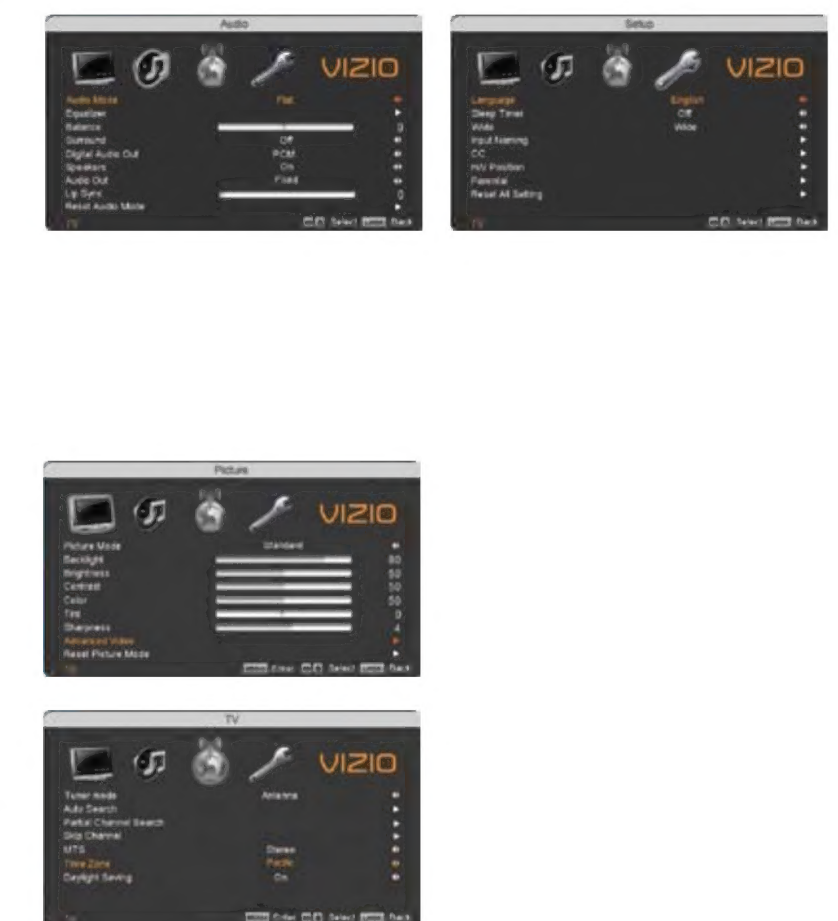 Audio
VIZIO
Audio Mode Flat
Equalizer
Balance 0
Surround Off
Digital Audio Out PCM
Speakers On
Audio Out Fixed
Lip Sync 0
Reset Audio Mode
TV Select Back
Setup
VIZIO
Language English
Sleep Timer Off
Wide Wide
Input Naming
CC
H/V Position
Parental
Reset All Setting
TV Select Back
Picture
VIZIO
Picture Mode Standard
Backlight 80
Brightness 50
Contrast 50
Color 50
Tint 0
Sharpness 4
Advanced Video
Reset Picture Mode
Enter Select Back
TV
VIZIO
Tuner mode Antenna
Auto Search
Partial Channel Search
Skip Channel
MTS Stereo
Time Zone Pacific
Daylight Saving On
Enter Select Back